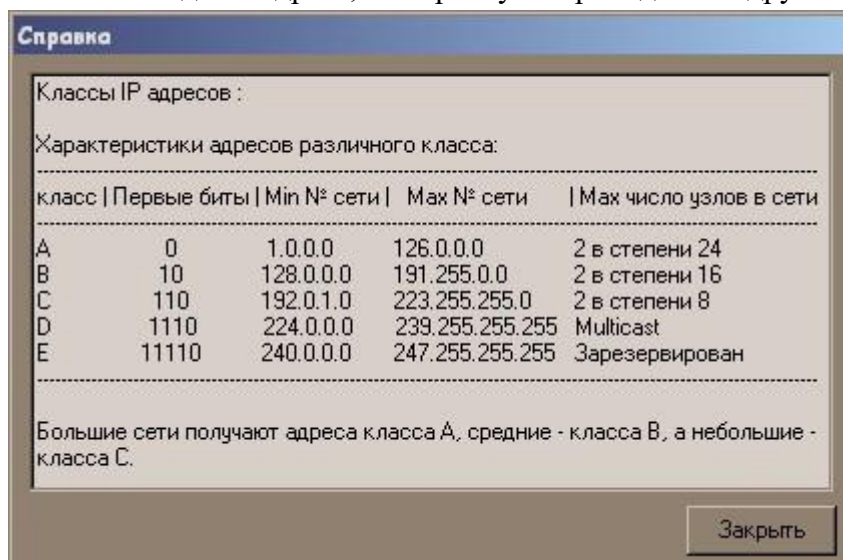 Справка
Классы IP адресов :
Характеристики адресов различного класса:
класс | Первые биты | Min № сети | Max № сети | Max число узлов в сети
A 0 1.0.0.0 126.0.0.0 2 в степени 24
B 10 128.0.0.0 191.255.0.0 2 в степени 16
C 110 192.0.1.0 223.255.255.0 2 в степени 8
D 1110 224.0.0.0 239.255.255.255 Multicast
E 11110 240.0.0.0 247.255.255.255 Зарезервирован
Большие сети получают адреса класса A, средние - класса B, а небольшие -
класса C.
Закрыть